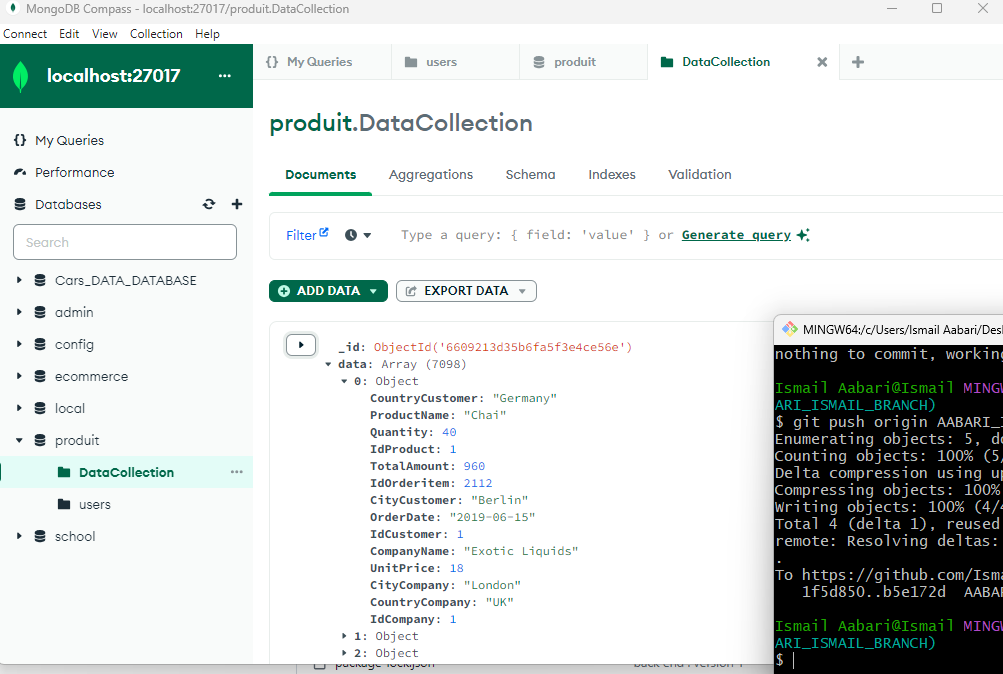 MongoDB Compass - localhost:27017/produit.DataCollection
Connect Edit View Collection Help
localhost:27017 ...
{} My Queries
Performance
Databases
Search
Cars_DATA_DATABASE
admin
config
ecommerce
local
produit
DataCollection ...
users
school
{} My Queries users produit DataCollection
produit.DataCollection
Documents Aggregations Schema Indexes Validation
Filter Type a query: { field: 'value' } or Generate query
ADD DATA EXPORT DATA
_id: ObjectId('6609213d35b6fa5f3e4ce56e')
data: Array (7098)
0: Object
CountryCustomer: "Germany"
ProductName: "Chai"
Quantity: 40
IdProduct: 1
TotalAmount: 960
IdOrderitem: 2112
CityCustomer: "Berlin"
OrderDate: "2019-06-15"
IdCustomer: 1
CompanyName: "Exotic Liquids"
UnitPrice: 18
CityCompany: "London"
CountryCompany: "UK"
IdCompany: 1
1: Object
2: Object
MINGW64:/c/Users/Ismail Aabari/Des
nothing to commit, working
Ismail Aabari@Ismail MINGW
ARI_ISMAIL_BRANCH)
$ git push origin AABARI_
Enumerating objects: 5, do
Counting objects: 100% (5/
Delta compression using up
Compressing objects: 100%
Writing objects: 100% (4/4
Total 4 (delta 1), reused
remote: Resolving deltas:
.
To https://github.com/Isma
1f5d850..b5e172d AABAR
Ismail Aabari@Ismail MINGW
ARI_ISMAIL_BRANCH)
$